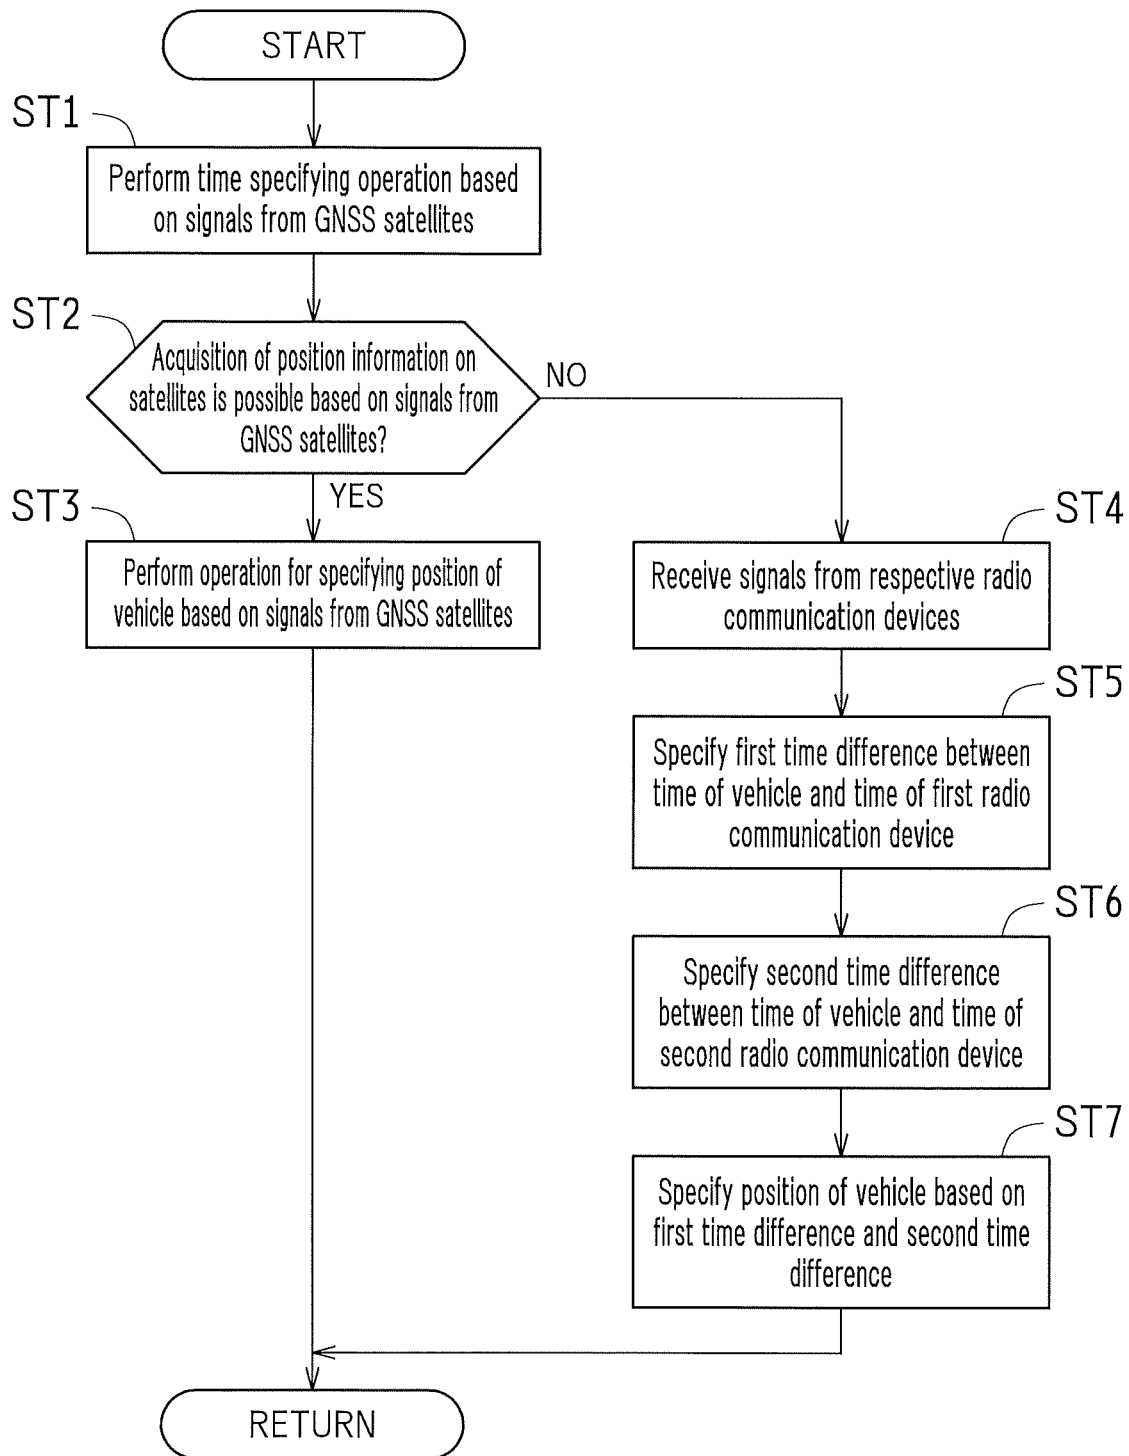 START
ST1
Perform time specifying operation based
on signals from GNSS satellites
ST2
Acquisition of position information on
satellites is possible based on signals from
GNSS satellites?
NO
YES
ST3
Perform operation for specifying position of
vehicle based on signals from GNSS satellites
ST4
Receive signals from respective radio
communication devices
ST5
Specify first time difference between
time of vehicle and time of first radio
communication device
ST6
Specify second time difference
between time of vehicle and time of
second radio communication device
ST7
Specify position of vehicle based on
first time difference and second time
difference
RETURN